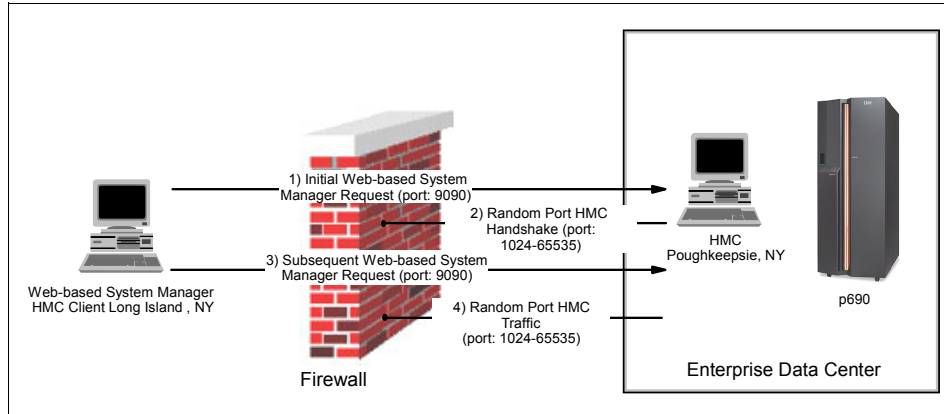 1) Initial Web-based System
Manager Request (port: 9090)
2) Random Port HMC
Handshake (port:
1024-65535)
3) Subsequent Web-based System
Manager Request (port: 9090)
4) Random Port HMC
Traffic
(port: 1024-65535)
Web-based System Manager
HMC Client Long Island , NY
Firewall
HMC
Poughkeepsie, NY
p690
Enterprise Data Center